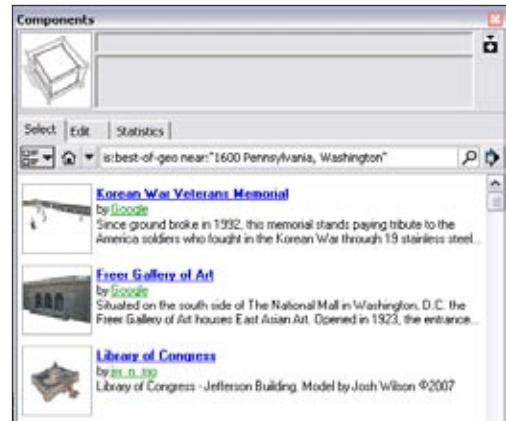 Components
Select Edit Statistics
is:best-of-geo near:"1600 Pennsylvania, Washington"
Korean War Veterans Memorial
by Google
Since ground broke in 1992, this memorial stands paying tribute to the
America soldiers who fought in the Korean War through 19 stainless steel...
Freer Gallery of Art
by Google
Situated on the south side of The National Mall in Washington, D.C. the
Freer Gallery of Art houses East Asian Art. Opened in 1923, the entrance...
Library of Congress
by
Library of Congress - Jefferson Building. Model by Josh Wilson ©2007